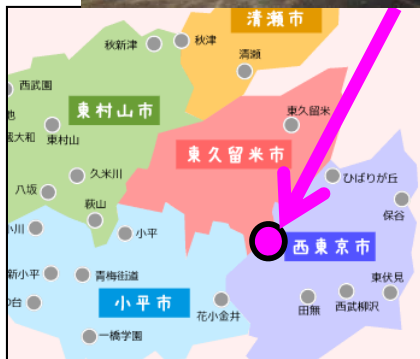 清瀬市
秋新津
秋津
清瀬
西武園
東村山市
東久留米
東村山
東久留米市
久米川
ひばりが丘
八坂
萩山
保谷
小平
西東京市
新小平
青梅街道
東伏見
小平市
花小金井
田無
西武柳沢
一橋学園